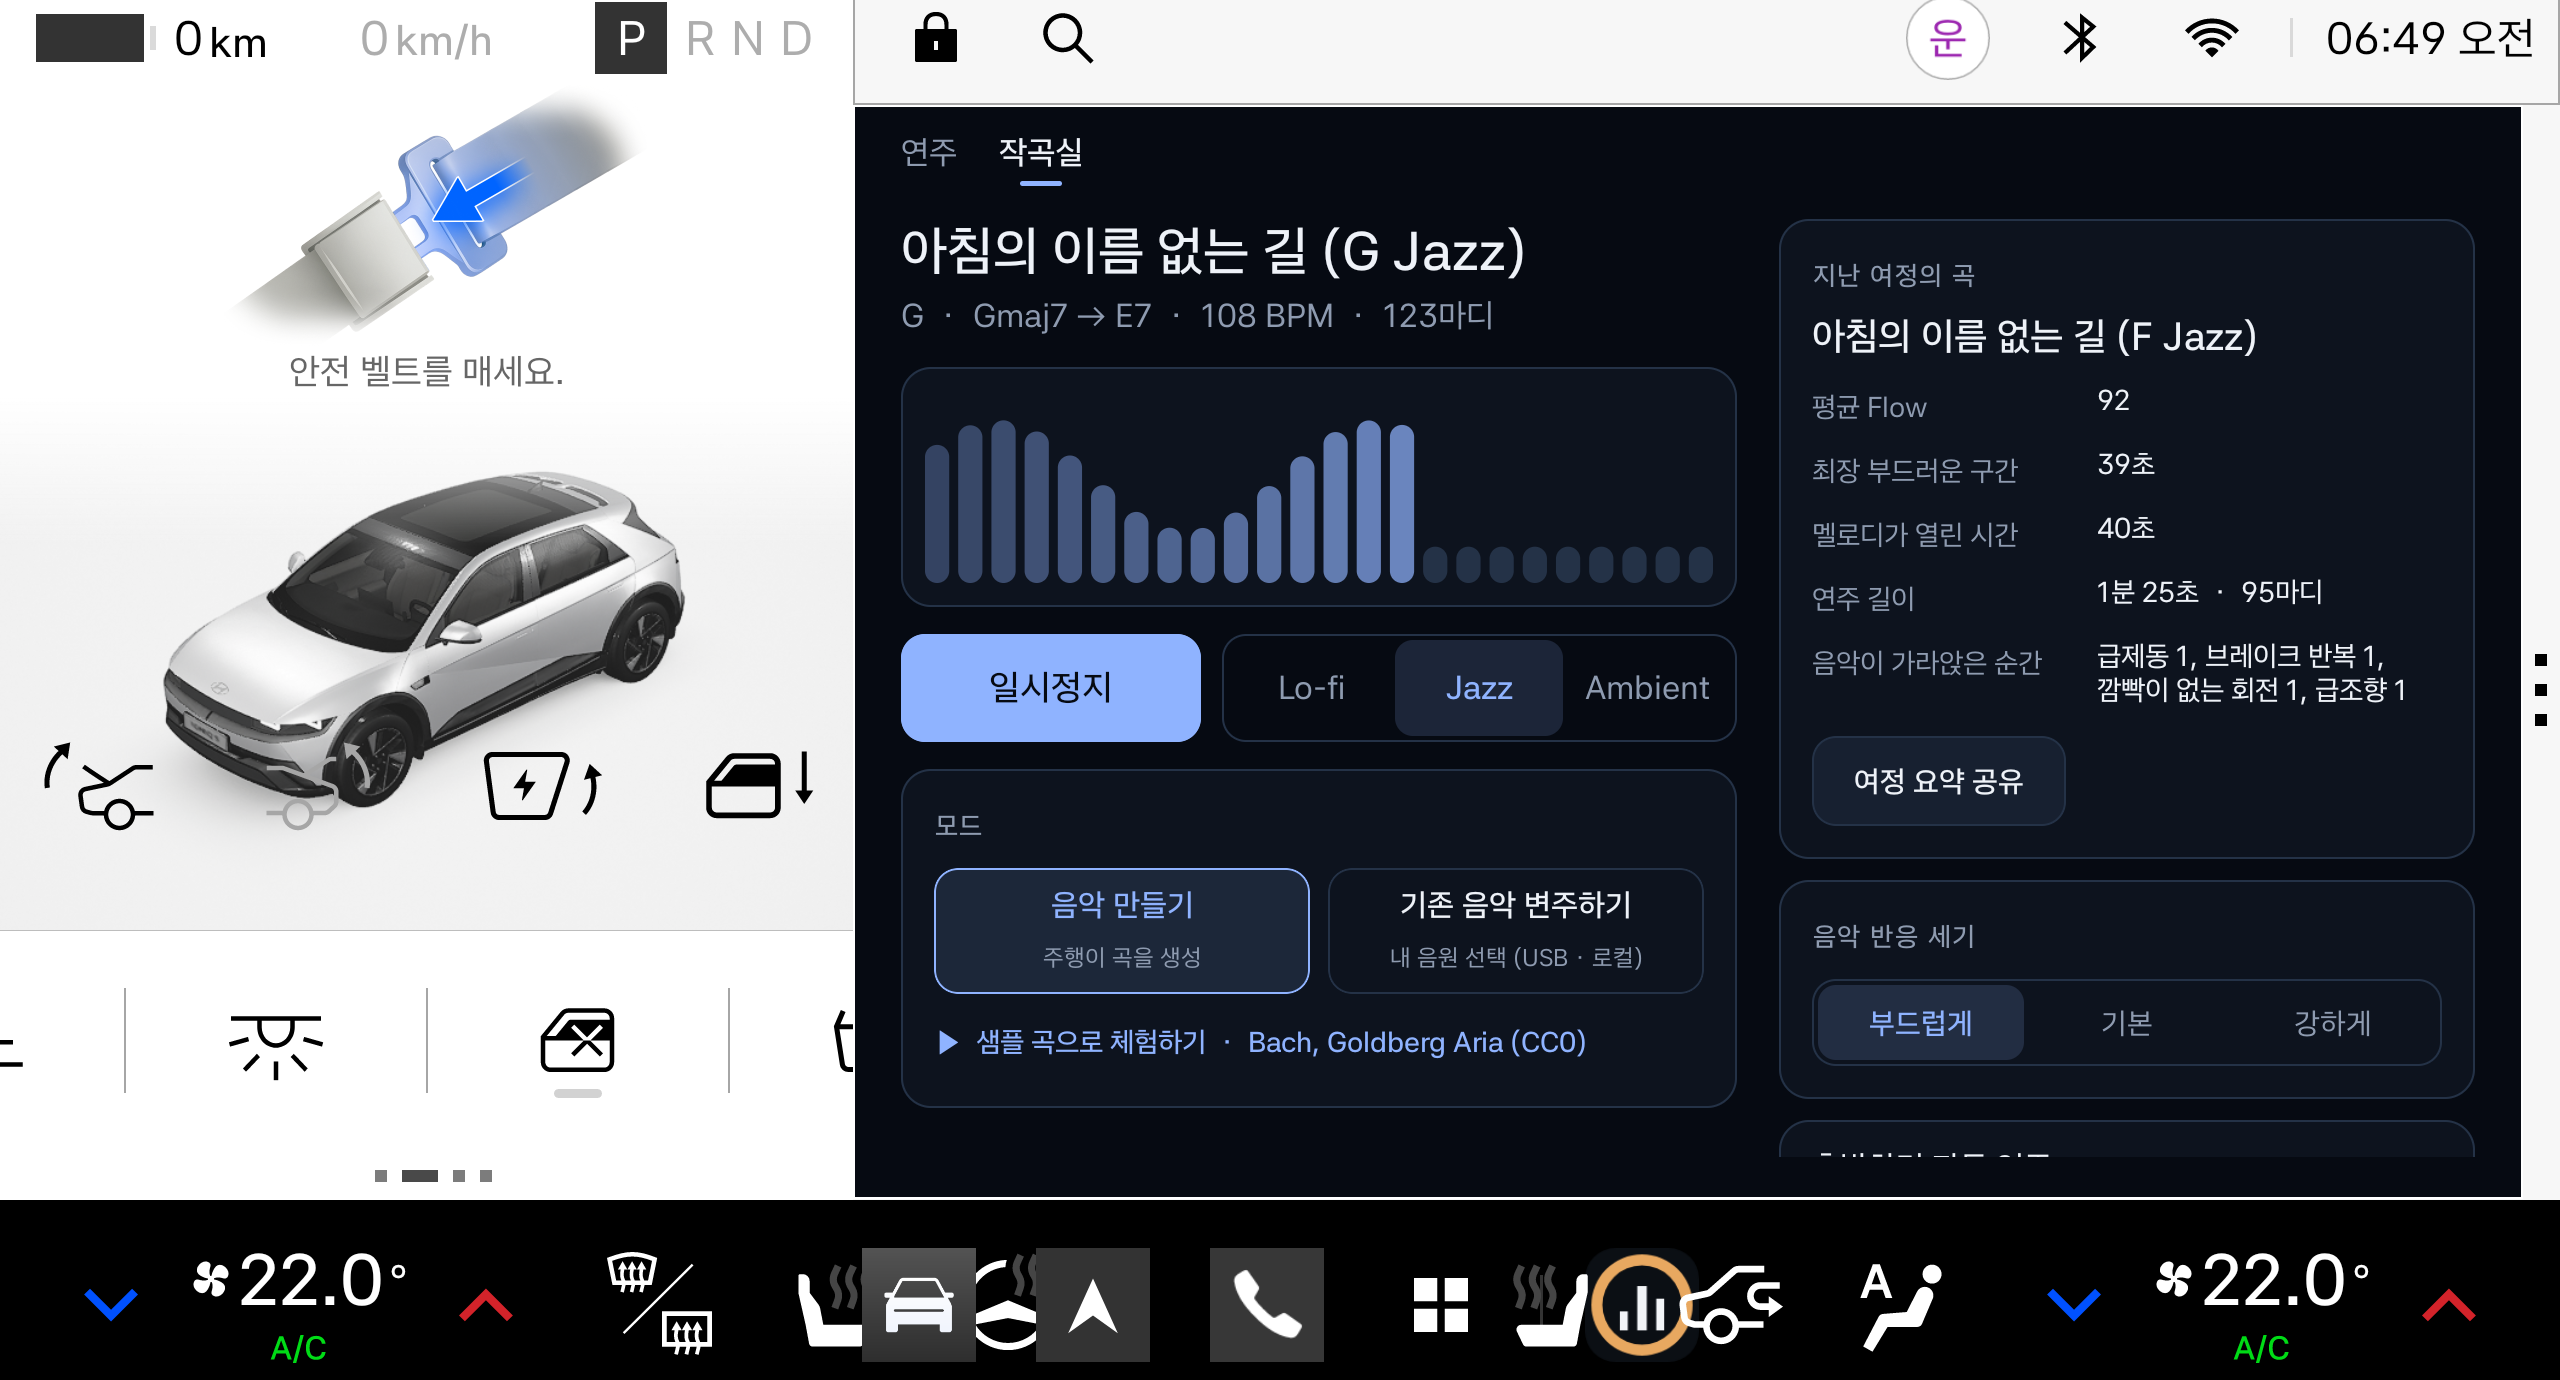 0 km
0 km/h
P R N D
운
06:49 오전
안전 벨트를 매세요.
연주
작곡실
아침의 이름 없는 길 (G Jazz)
G · Gmaj7 → E7 · 108 BPM · 123마디
일시정지
Lo-fi
Jazz
Ambient
모드
음악 만들기
주행이 곡을 생성
기존 음악 변주하기
내 음원 선택 (USB · 로컬)
▶ 샘플 곡으로 체험하기 · Bach, Goldberg Aria (CC0)
지난 여정의 곡
아침의 이름 없는 길 (F Jazz)
평균 Flow
92
최장 부드러운 구간
39초
멜로디가 열린 시간
40초
연주 길이
1분 25초 · 95마디
음악이 가라앉은 순간
급제동 1, 브레이크 반복 1,
깜빡이 없는 회전 1, 급조향 1
여정 요약 공유
음악 반응 세기
부드럽게
기본
강하게
22.0°
A/C
A
22.0°
A/C